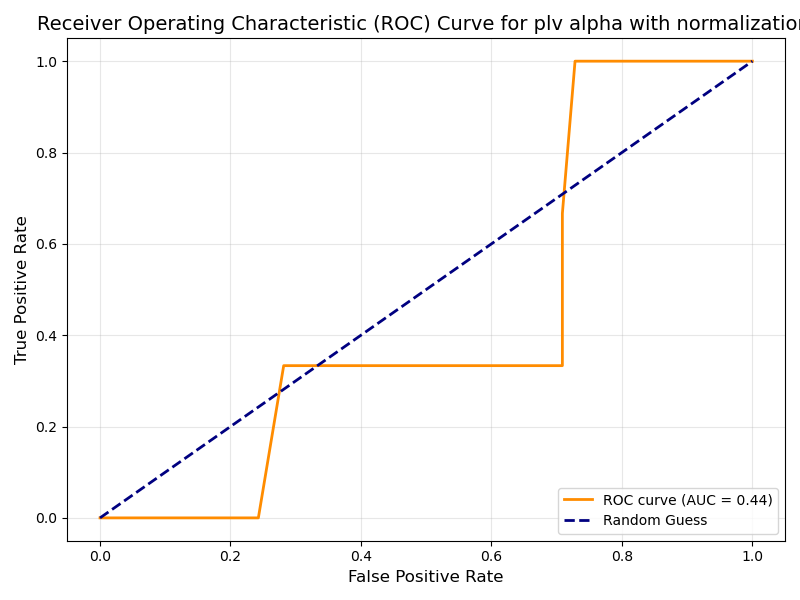 Receiver Operating Characteristic (ROC) Curve for plv alpha with normalization
True Positive Rate
1.0
0.8
0.6
0.4
0.2
0.0
0.0 0.2 0.4 0.6 0.8 1.0
False Positive Rate
ROC curve (AUC = 0.44)
Random Guess